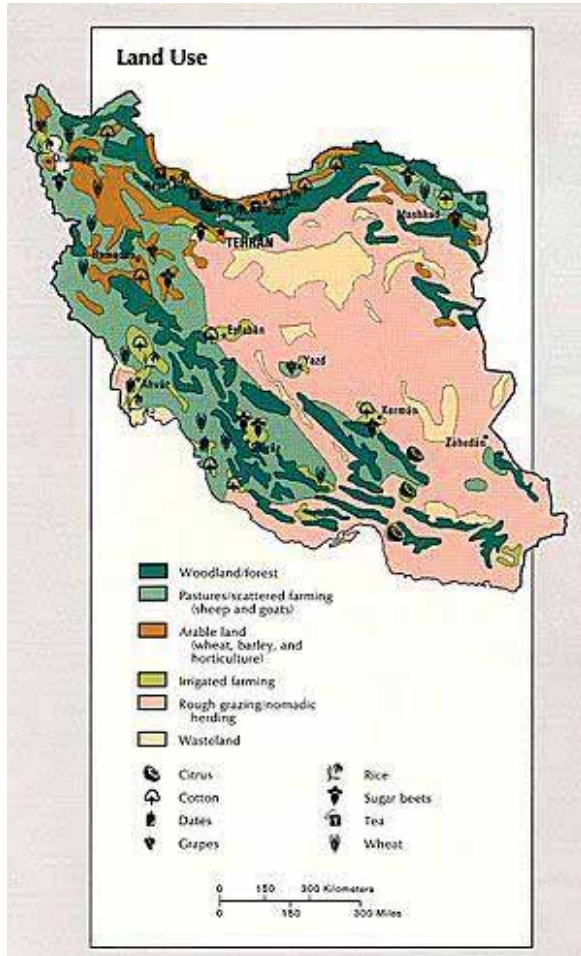 Land Use
Mashhad
TEHRAN
Hamadan
Esfahān
Yazd
Ahvāz
Kermān
Zāhedān
Woodland/forest
Pastures/scattered farming
(sheep and goats)
Arable land
(wheat, barley, and
horticulture)
Irrigated farming
Rough grazing/nomadic
herding
Wasteland
Citrus
Rice
Cotton
Sugar beets
Dates
Tea
Grapes
Wheat
0 150 300 Kilometers
0 150 300 Miles